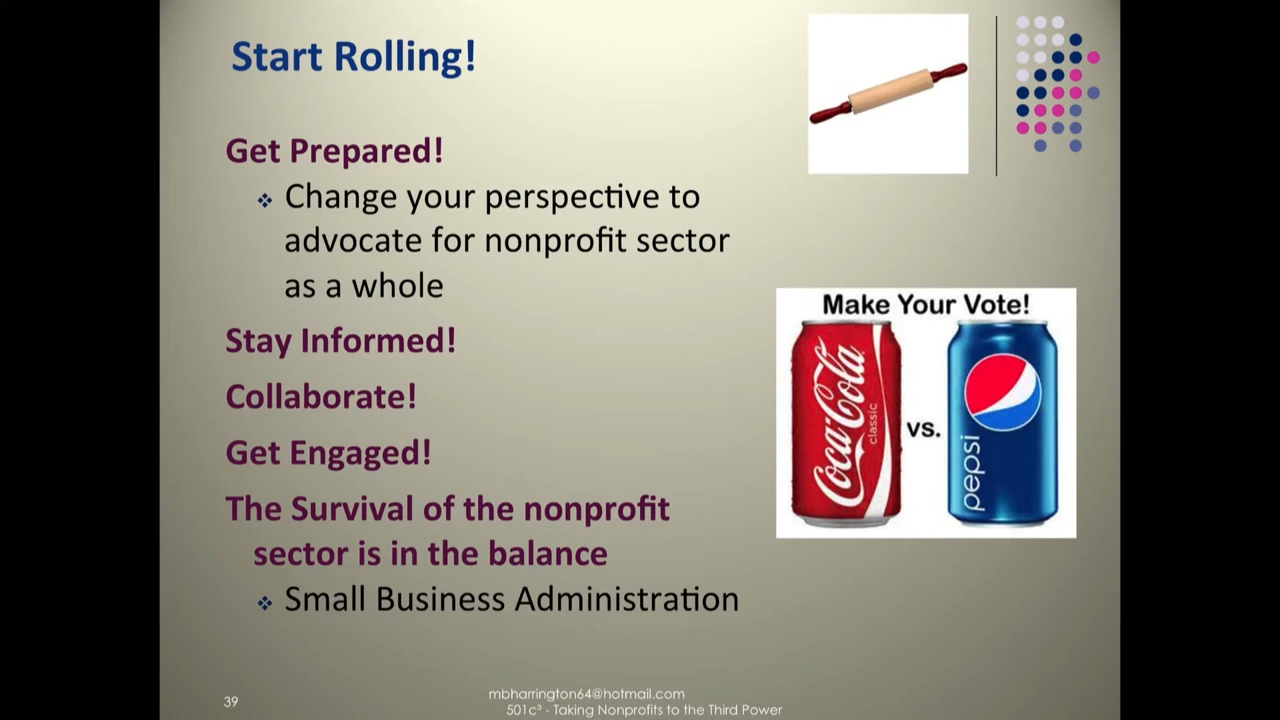 Start Rolling!
Get Prepared!
Change your perspective to
advocate for nonprofit sector
as a whole
Stay Informed!
Collaborate!
Get Engaged!
The Survival of the nonprofit
sector is in the balance
Small Business Administration
Make Your Vote!
Coca-Cola
classic
vs.
pepsi
39
mbharrington64@hotmail.com
501c³ - Taking Nonprofits to the Third Power